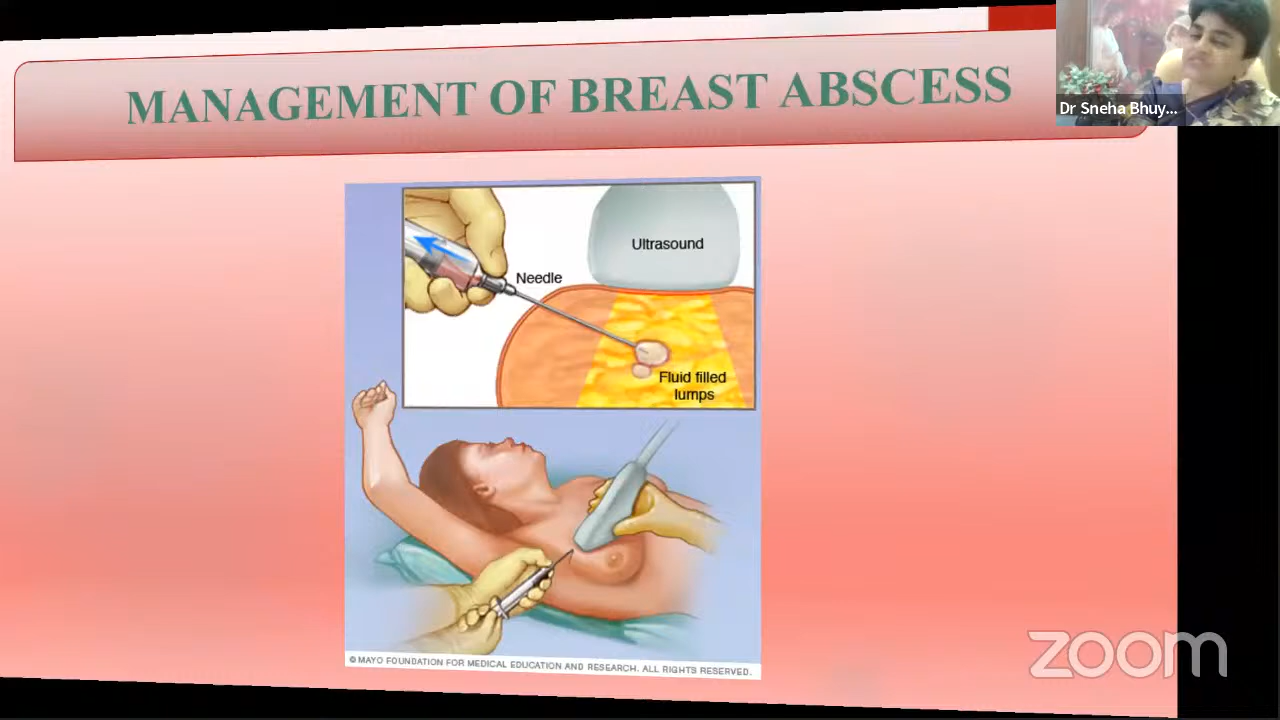 MANAGEMENT OF BREAST ABSCESS
Dr Sneha Bhuy...
Ultrasound
Needle
Fluid filled
lumps
© MAYO FOUNDATION FOR MEDICAL EDUCATION AND RESEARCH. ALL RIGHTS RESERVED.
zoom